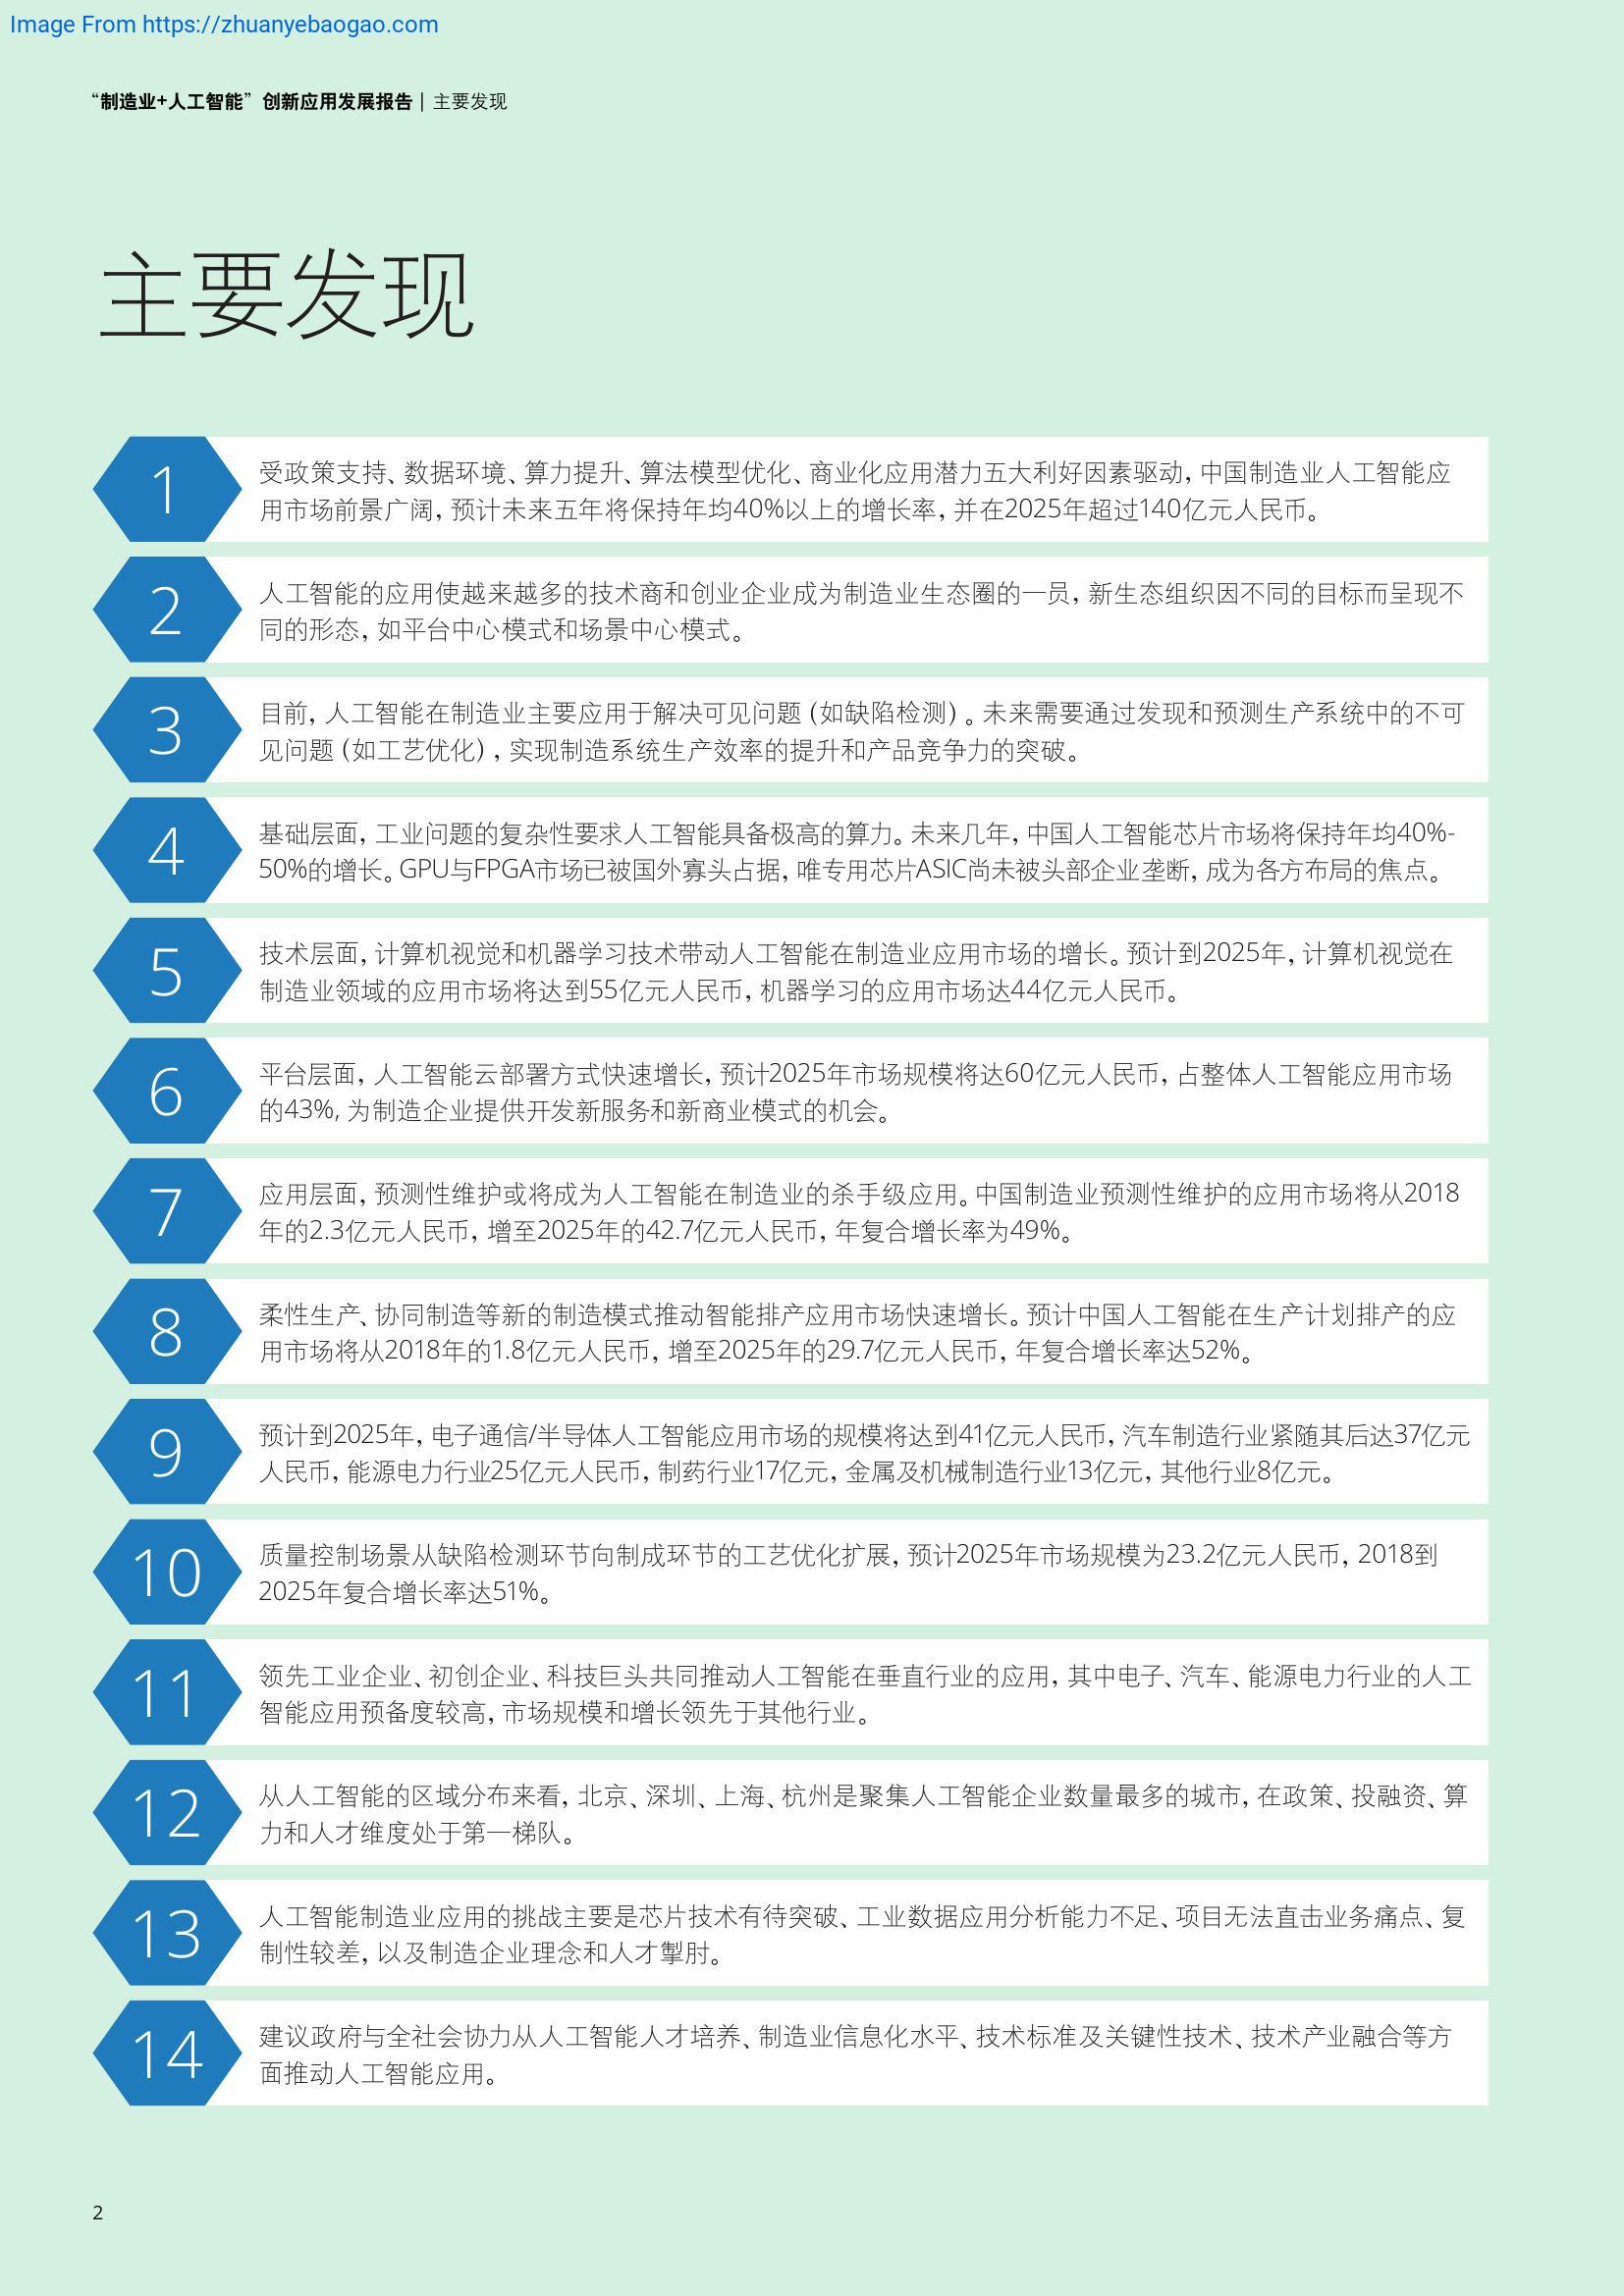 Image From https://zhuanyebaogao.com
“制造业+人工智能”创新应用发展报告 | 主要发现
主要发现
1
受政策支持、数据环境、算力提升、算法模型优化、商业化应用潜力五大利好因素驱动，中国制造业人工智能应
用市场前景广阔，预计未来五年将保持年均40%以上的增长率，并在2025年超过140亿元人民币。
2
人工智能的应用使越来越多的技术商和创业企业成为制造业生态圈的一员，新生态组织因不同的目标而呈现不
同的形态，如平台中心模式和场景中心模式。
3
目前，人工智能在制造业主要应用于解决可见问题（如缺陷检测）。未来需要通过发现和预测生产系统中的不可
见问题（如工艺优化），实现制造系统生产效率的提升和产品竞争力的突破。
4
基础层面，工业问题的复杂性要求人工智能具备极高的算力。未来几年，中国人工智能芯片市场将保持年均40%-
50%的增长。GPU与FPGA市场已被国外寡头占据，唯专用芯片ASIC尚未被头部企业垄断，成为各方布局的焦点。
5
技术层面，计算机视觉和机器学习技术带动人工智能在制造业应用市场的增长。预计到2025年，计算机视觉在
制造业领域的应用市场将达到55亿元人民币，机器学习的应用市场达44亿元人民币。
6
平台层面，人工智能云部署方式快速增长，预计2025年市场规模将达60亿元人民币，占整体人工智能应用市场
的43%, 为制造企业提供开发新服务和新商业模式的机会。
7
应用层面，预测性维护或将成为人工智能在制造业的杀手级应用。中国制造业预测性维护的应用市场将从2018
年的2.3亿元人民币，增至2025年的42.7亿元人民币，年复合增长率为49%。
8
柔性生产、协同制造等新的制造模式推动智能排产应用市场快速增长。预计中国人工智能在生产计划排产的应
用市场将从2018年的1.8亿元人民币，增至2025年的29.7亿元人民币，年复合增长率达52%。
9
预计到2025年，电子通信/半导体人工智能应用市场的规模将达到41亿元人民币，汽车制造行业紧随其后达37亿元
人民币，能源电力行业25亿元人民币，制药行业17亿元，金属及机械制造行业13亿元，其他行业8亿元。
10
质量控制场景从缺陷检测环节向制成环节的工艺优化扩展，预计2025年市场规模为23.2亿元人民币，2018到
2025年复合增长率达51%。
11
领先工业企业、初创企业、科技巨头共同推动人工智能在垂直行业的应用，其中电子、汽车、能源电力行业的人工
智能应用预备度较高，市场规模和增长领先于其他行业。
12
从人工智能的区域分布来看，北京、深圳、上海、杭州是聚集人工智能企业数量最多的城市，在政策、投融资、算
力和人才维度处于第一梯队。
13
人工智能制造业应用的挑战主要是芯片技术有待突破、工业数据应用分析能力不足、项目无法直击业务痛点、复
制性较差，以及制造企业理念和人才掣肘。
14
建议政府与全社会协力从人工智能人才培养、制造业信息化水平、技术标准及关键性技术、技术产业融合等方
面推动人工智能应用。
2